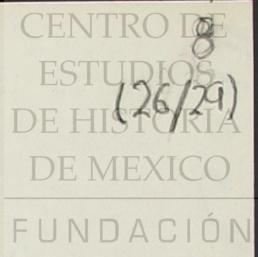 CENTRO DE
8
ESTUDIOS
(26/29)
DE HISTORIA
DE MEXICO
FUNDACIÓN